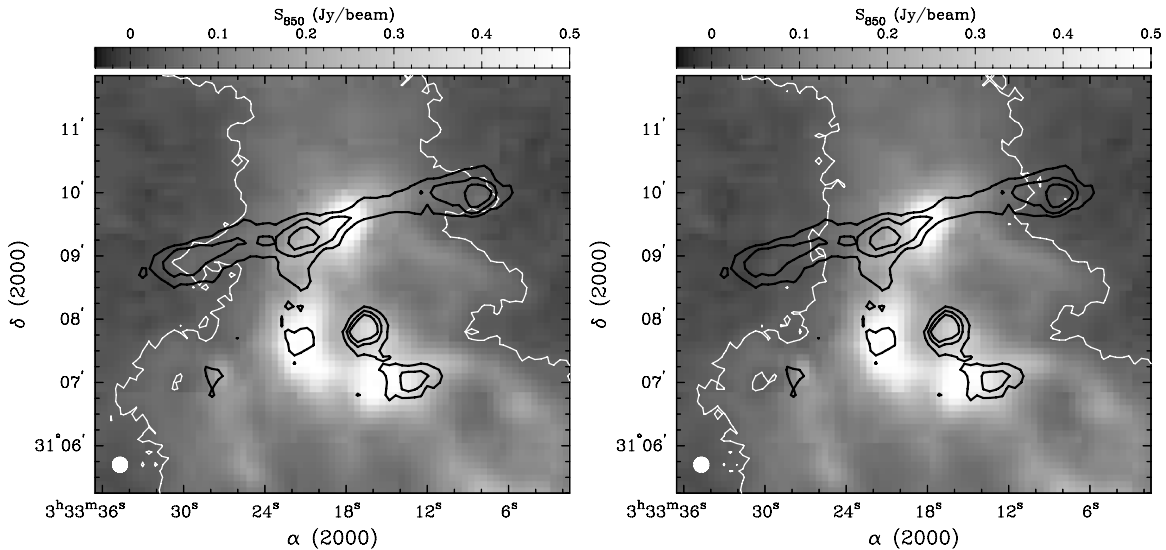 S850 (Jy/beam) S850 (Jy/beam)
0 0.1 0.2 0.3 0.4 0.5 0 0.1 0.2 0.3 0.4 0.5
11' 11'
10' 10'
09' 09'
δ (2000) δ (2000)
08' 08'
07' 07'
31°06' 31°06'
3h33m36s 30s 24s 18s 12s 6s 3h33m36s 30s 24s 18s 12s 6s
α (2000) α (2000)